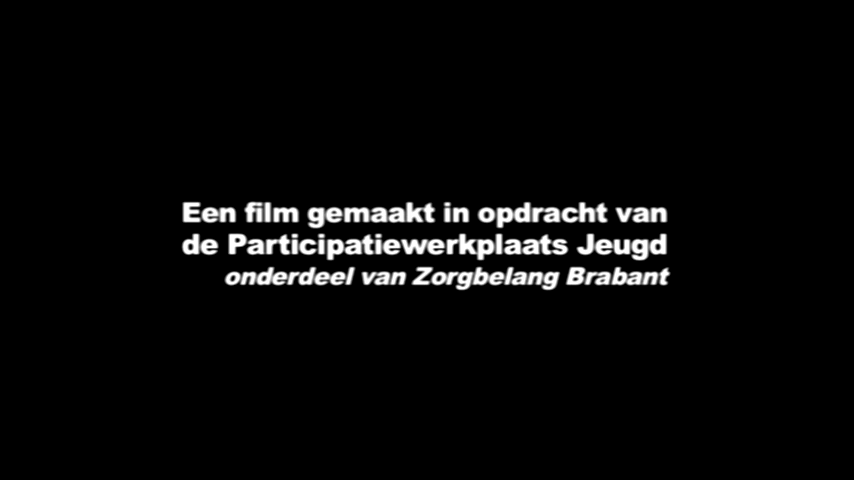 Een film gemaakt in opdracht van
de Participatiewerkplaats Jeugd
onderdeel van Zorgbelang Brabant